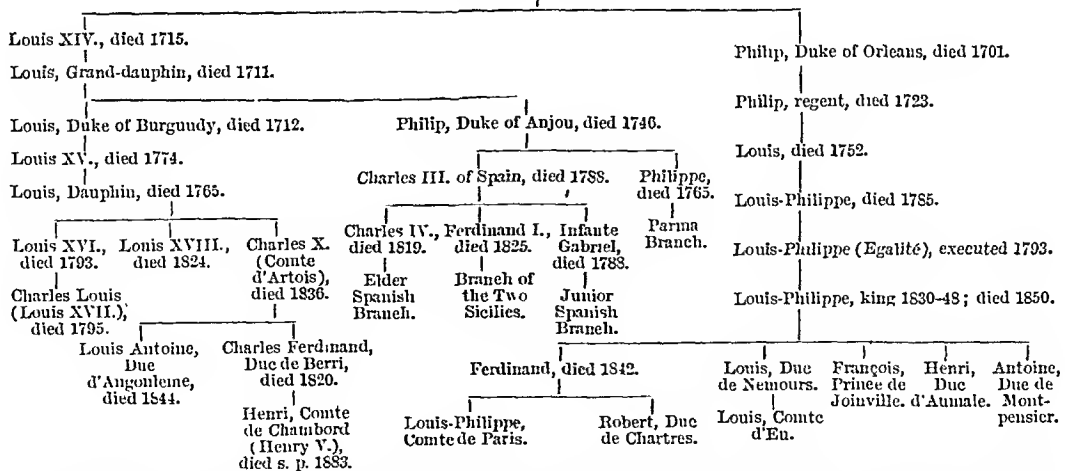 Louis XIV., died 1715.
Louis, Grand-dauphin, died 1711.
Louis, Duke of Burgundy, died 1712.
Louis XV., died 1774.
Louis, Dauphin, died 1765.
Louis XVI.,
died 1793.
Charles Louis
(Louis XVII.),
died 1795.
Louis XVIII.,
died 1824.
Charles X.
(Comte
d'Artois),
died 1836.
Louis Antoine,
Duc
d'Angouleme,
died 1844.
Charles Ferdinand,
Duc de Berri,
died 1820.
Henri, Comte
de Chambord
(Henry V.),
died s. p. 1883.
Philip, Duke of Anjou, died 1746.
Charles III. of Spain, died 1788.
Charles IV.,
died 1819.
Elder
Spanish
Branch.
Ferdinand I.,
died 1825.
Branch of
the Two
Sicilies.
Infante
Gabriel,
died 1788.
Junior
Spanish
Branch.
Philippe,
died 1765.
Parma
Branch.
Philip, Duke of Orleans, died 1701.
Philip, regent, died 1723.
Louis, died 1752.
Louis-Philippe, died 1785.
Louis-Philippe (Egalité), executed 1793.
Louis-Philippe, king 1830-48; died 1850.
Ferdinand, died 1842.
Louis-Philippe,
Comte de Paris.
Robert, Duc
de Chartres.
Louis, Duc
de Nemours.
Louis, Comte
d'Eu.
François,
Prince de
Joinville.
Henri,
Duc
d'Aumale.
Antoine,
Duc de
Mont-
pensier.